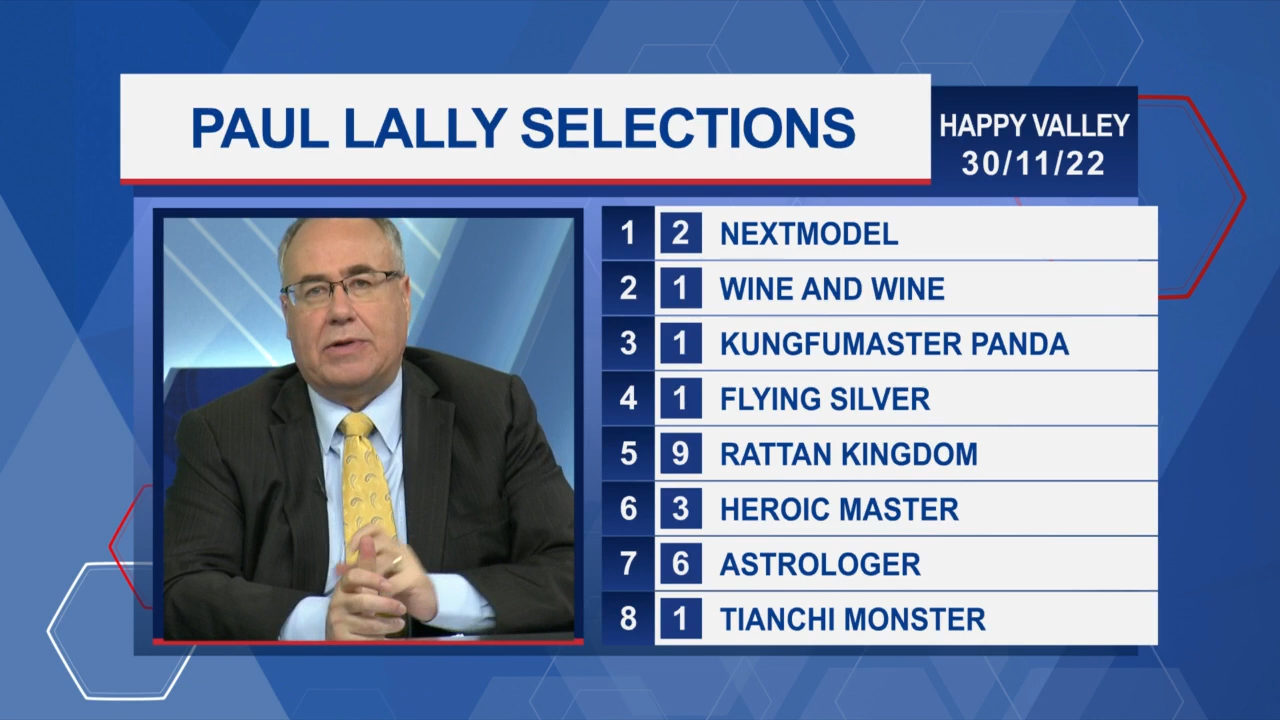 PAUL LALLY SELECTIONS
HAPPY VALLEY
30/11/22
1 2 NEXTMODEL
2 1 WINE AND WINE
3 1 KUNGFUMASTER PANDA
4 1 FLYING SILVER
5 9 RATTAN KINGDOM
6 3 HEROIC MASTER
7 6 ASTROLOGER
8 1 TIANCHI MONSTER